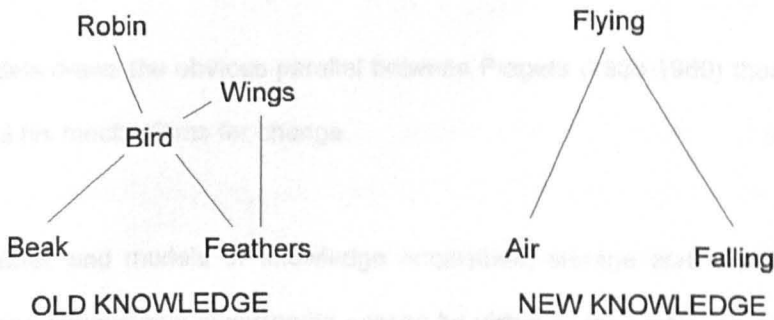 Robin
Flying
Wings
Bird
Beak
Feathers
Air
Falling
OLD KNOWLEDGE
NEW KNOWLEDGE